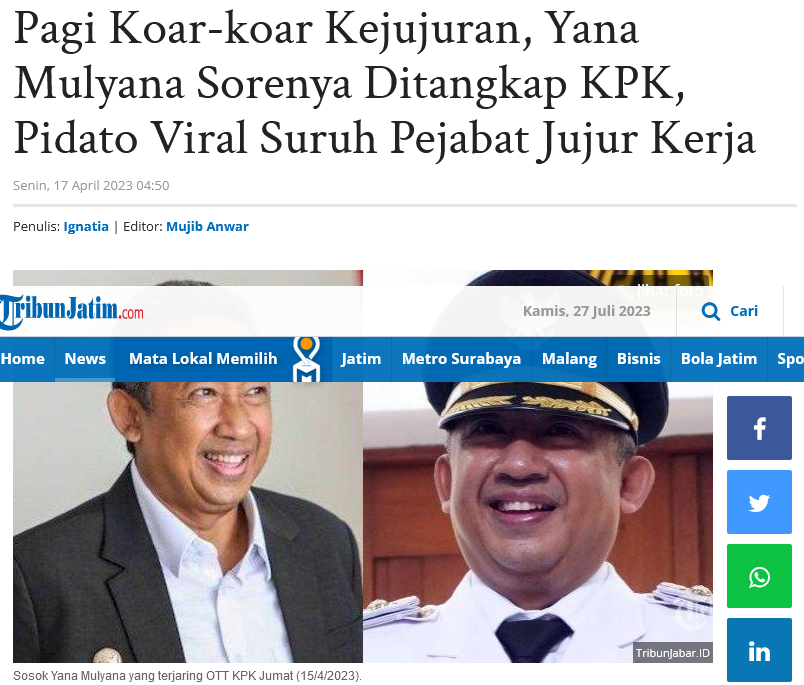 Pagi Koar-koar Kejujuran, Yana
Mulyana Sorenya Ditangkap KPK,
Pidato Viral Suruh Pejabat Jujur Kerja
Senin, 17 April 2023 04:50
Penulis: Ignatia | Editor: Mujib Anwar
lihat foto
TribunJatim.com
Kamis, 27 Juli 2023
Cari
Home News Mata Lokal Memilih Jatim Metro Surabaya Malang Bisnis Bola Jatim Spo
TribunJabar.ID
Sosok Yana Mulyana yang terjaring OTT KPK Jumat (15/4/2023).